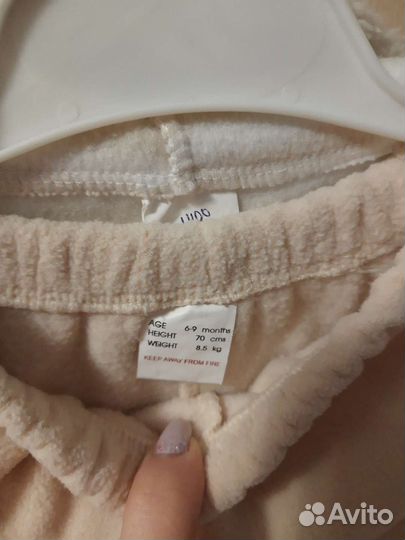 AGE 6-9 months
HEIGHT 70 cms
WEIGHT 8.5 kg
KEEP AWAY FROM FIRE
Avito